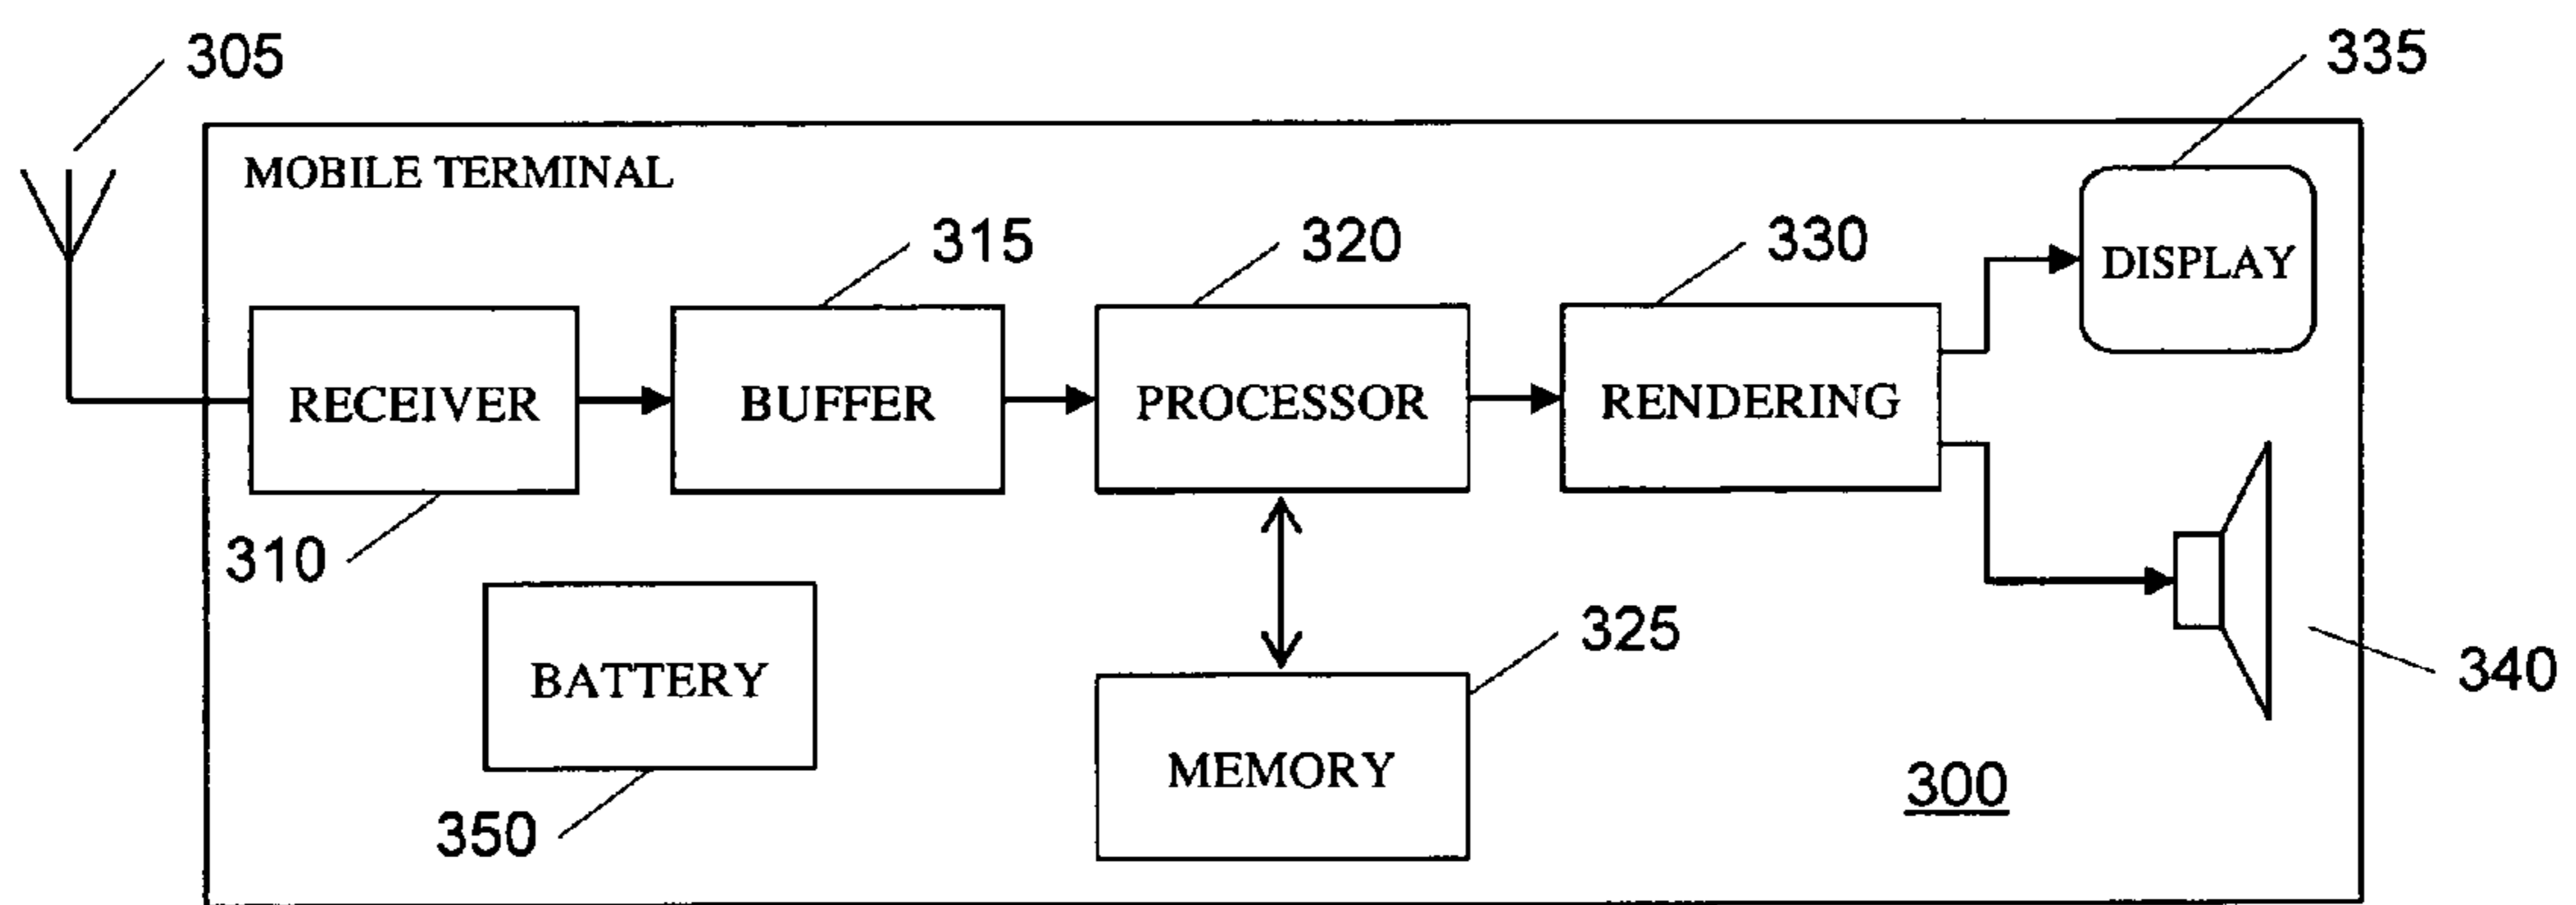 305
335
MOBILE TERMINAL
315
320
330
DISPLAY
RECEIVER
BUFFER
PROCESSOR
RENDERING
310
325
BATTERY
340
MEMORY
300
350